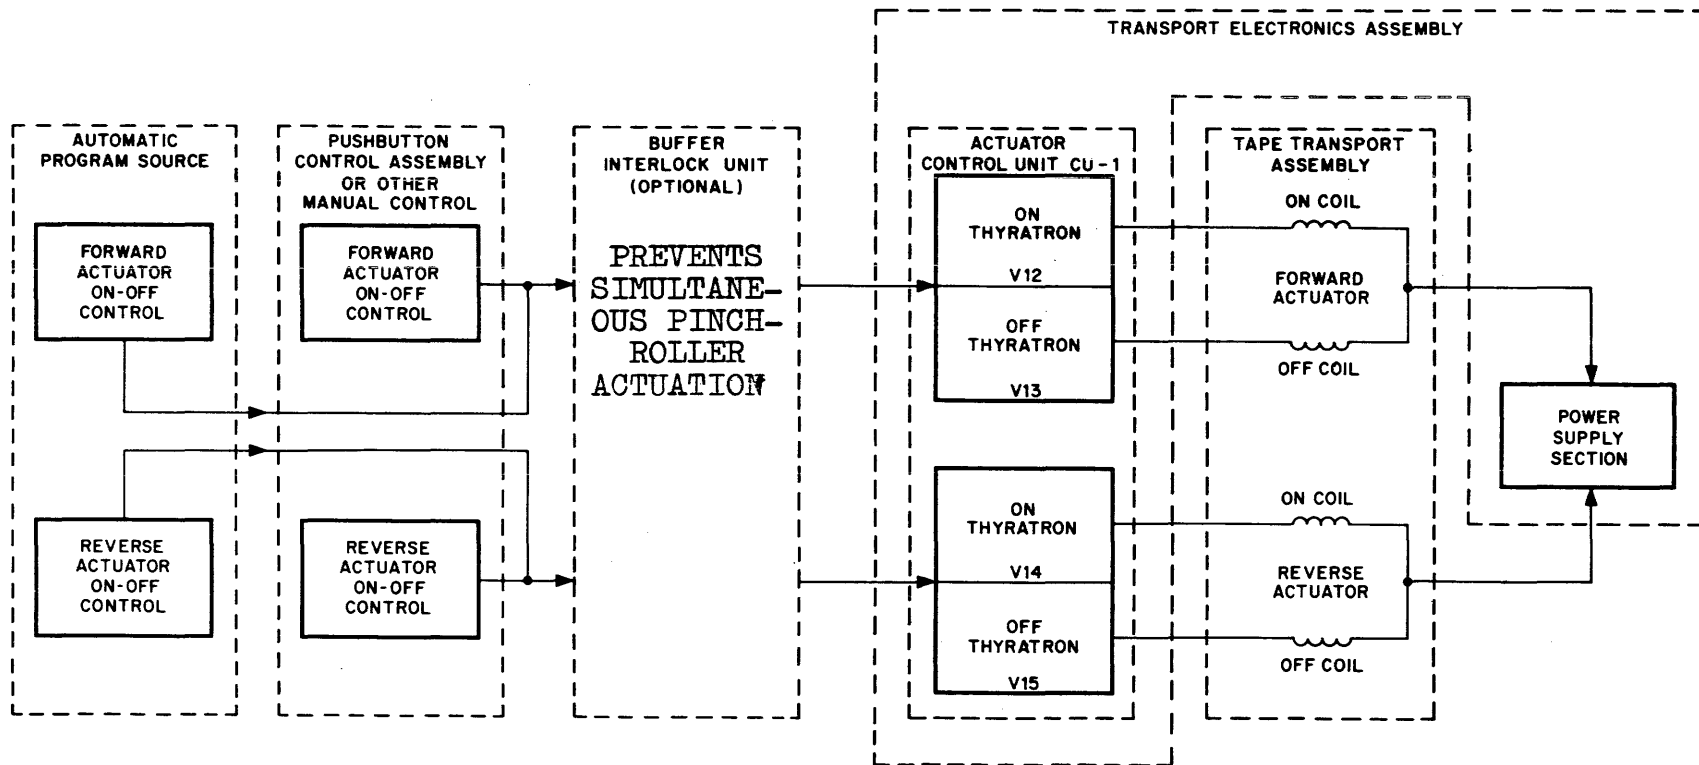 TRANSPORT ELECTRONICS ASSEMBLY
AUTOMATIC
PROGRAM SOURCE
FORWARD
ACTUATOR
ON-OFF
CONTROL
REVERSE
ACTUATOR
ON-OFF
CONTROL
PUSHBUTTON
CONTROL ASSEMBLY
OR OTHER
MANUAL CONTROL
FORWARD
ACTUATOR
ON-OFF
CONTROL
REVERSE
ACTUATOR
ON-OFF
CONTROL
BUFFER
INTERLOCK UNIT
(OPTIONAL)
PREVENTS
SIMULTANE-
OUS PINCH-
ROLLER
ACTUATION
ACTUATOR
CONTROL UNIT CU-1
ON
THYRATRON
V12
OFF
THYRATRON
V13
ON
THYRATRON
V14
OFF
THYRATRON
V15
TAPE TRANSPORT
ASSEMBLY
ON COIL
FORWARD
ACTUATOR
OFF COIL
ON COIL
REVERSE
ACTUATOR
OFF COIL
POWER
SUPPLY
SECTION